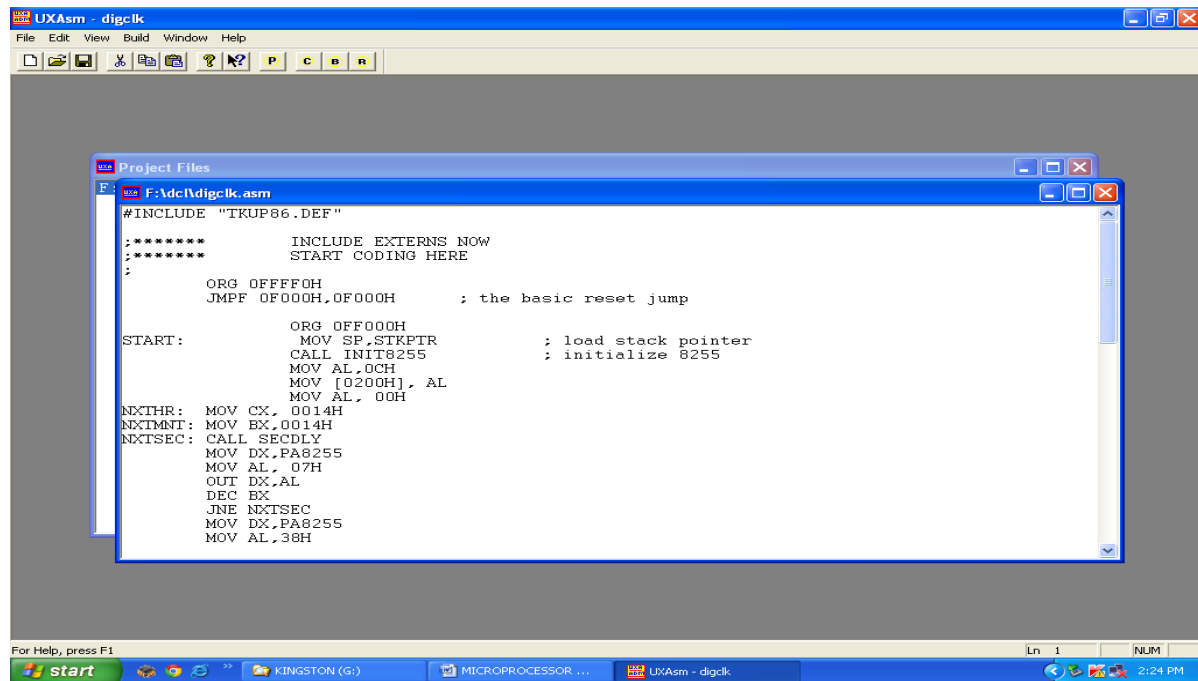 UXAsm - digclk
File Edit View Build Window Help
P C B R
Project Files
F:
F:\dcl\digclk.asm
#INCLUDE "TKUP86.DEF"
;******* INCLUDE EXTERNS NOW
;******* START CODING HERE
;
ORG 0FFFF0H
JMPF 0F000H,0F000H ; the basic reset jump
ORG 0FF000H
START: MOV SP,STKPTR ; load stack pointer
CALL INIT8255 ; initialize 8255
MOV AL,0CH
MOV [0200H], AL
MOV AL, 00H
NXTHR: MOV CX, 0014H
NXTMNT: MOV BX,0014H
NXTSEC: CALL SECDLY
MOV DX,PA8255
MOV AL, 07H
OUT DX,AL
DEC BX
JNE NXTSEC
MOV DX,PA8255
MOV AL,38H
For Help, press F1
Ln 1
NUM
start
KINGSTON (G:)
MICROPROCESSOR ...
UXAsm - digclk
2:24 PM